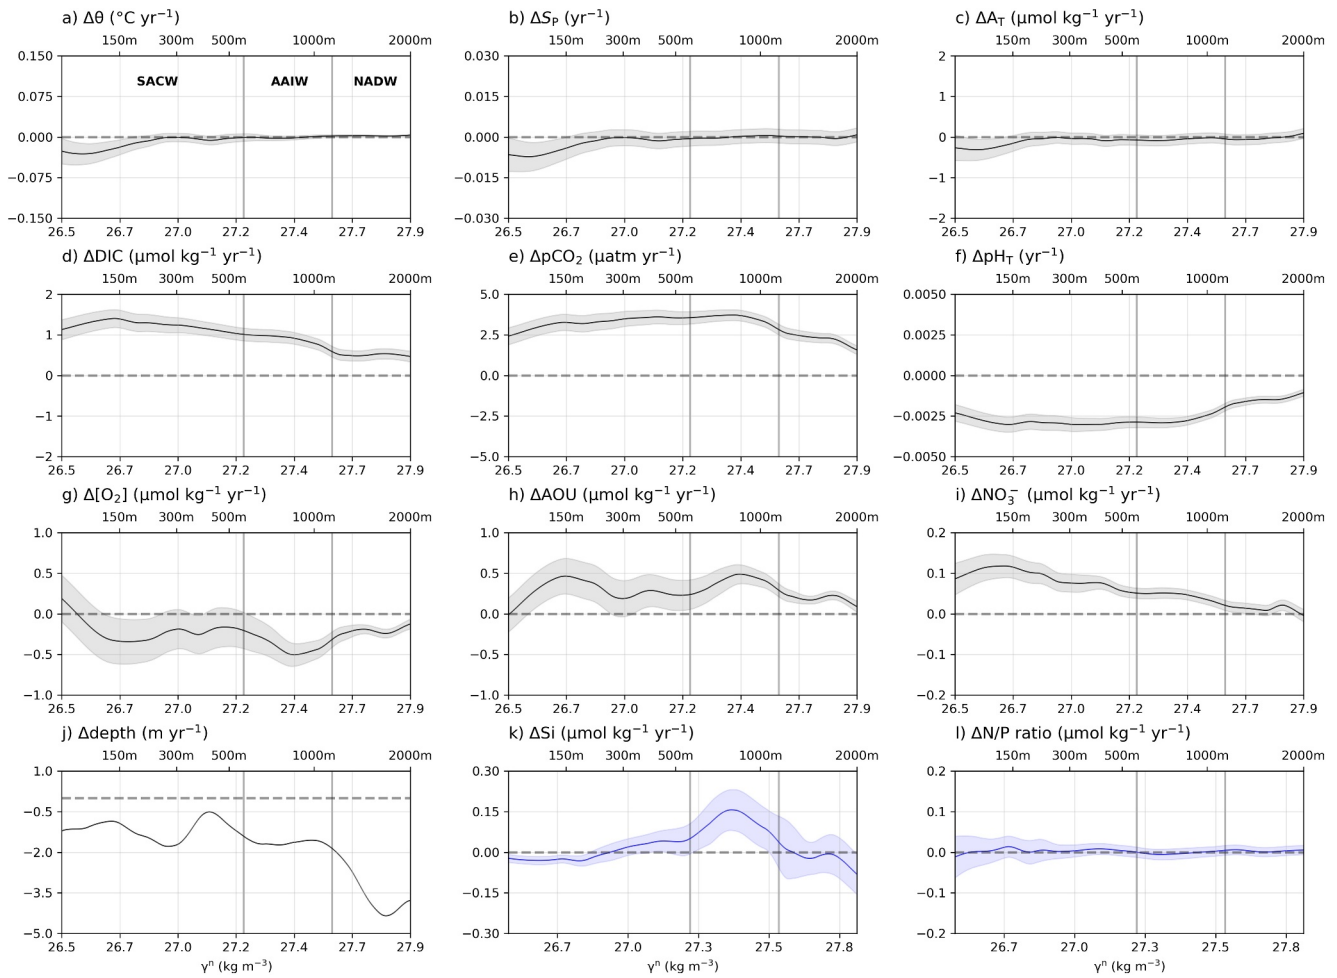 a) Δθ (°C yr⁻¹)
150m 300m 500m 1000m 2000m
0.150
0.075
0.000
−0.075
−0.150
SACW AAIW NADW
26.5 26.7 27.0 27.2 27.4 27.7 27.9
b) ΔS_P (yr⁻¹)
150m 300m 500m 1000m 2000m
0.030
0.015
0.000
−0.015
−0.030
26.5 26.7 27.0 27.2 27.4 27.7 27.9
c) ΔA_T (μmol kg⁻¹ yr⁻¹)
150m 300m 500m 1000m 2000m
2
1
0
−1
−2
26.5 26.7 27.0 27.2 27.4 27.7 27.9
d) ΔDIC (μmol kg⁻¹ yr⁻¹)
150m 300m 500m 1000m 2000m
2
1
0
−1
−2
26.5 26.7 27.0 27.2 27.4 27.7 27.9
e) ΔpCO₂ (μatm yr⁻¹)
150m 300m 500m 1000m 2000m
5.0
2.5
0.0
−2.5
−5.0
26.5 26.7 27.0 27.2 27.4 27.7 27.9
f) ΔpH_T (yr⁻¹)
150m 300m 500m 1000m 2000m
0.0050
0.0025
0.0000
−0.0025
−0.0050
26.5 26.7 27.0 27.2 27.4 27.7 27.9
g) Δ[O₂] (μmol kg⁻¹ yr⁻¹)
150m 300m 500m 1000m 2000m
1.0
0.5
0.0
−0.5
−1.0
26.5 26.7 27.0 27.2 27.4 27.7 27.9
h) ΔAOU (μmol kg⁻¹ yr⁻¹)
150m 300m 500m 1000m 2000m
1.0
0.5
0.0
−0.5
−1.0
26.5 26.7 27.0 27.2 27.4 27.7 27.9
i) ΔNO₃⁻ (μmol kg⁻¹ yr⁻¹)
150m 300m 500m 1000m 2000m
0.2
0.1
0.0
−0.1
−0.2
26.5 26.7 27.0 27.2 27.4 27.7 27.9
j) Δdepth (m yr⁻¹)
150m 300m 500m 1000m 2000m
1.0
−0.5
−2.0
−3.5
−5.0
26.5 26.7 27.0 27.2 27.4 27.7 27.9
γⁿ (kg m⁻³)
k) ΔSi (μmol kg⁻¹ yr⁻¹)
150m 300m 500m 1000m 2000m
0.30
0.15
0.00
−0.15
−0.30
26.7 27.0 27.3 27.5 27.8
γⁿ (kg m⁻³)
l) ΔN/P ratio (μmol kg⁻¹ yr⁻¹)
150m 300m 500m 1000m 2000m
0.2
0.1
0.0
−0.1
−0.2
26.7 27.0 27.3 27.5 27.8
γⁿ (kg m⁻³)